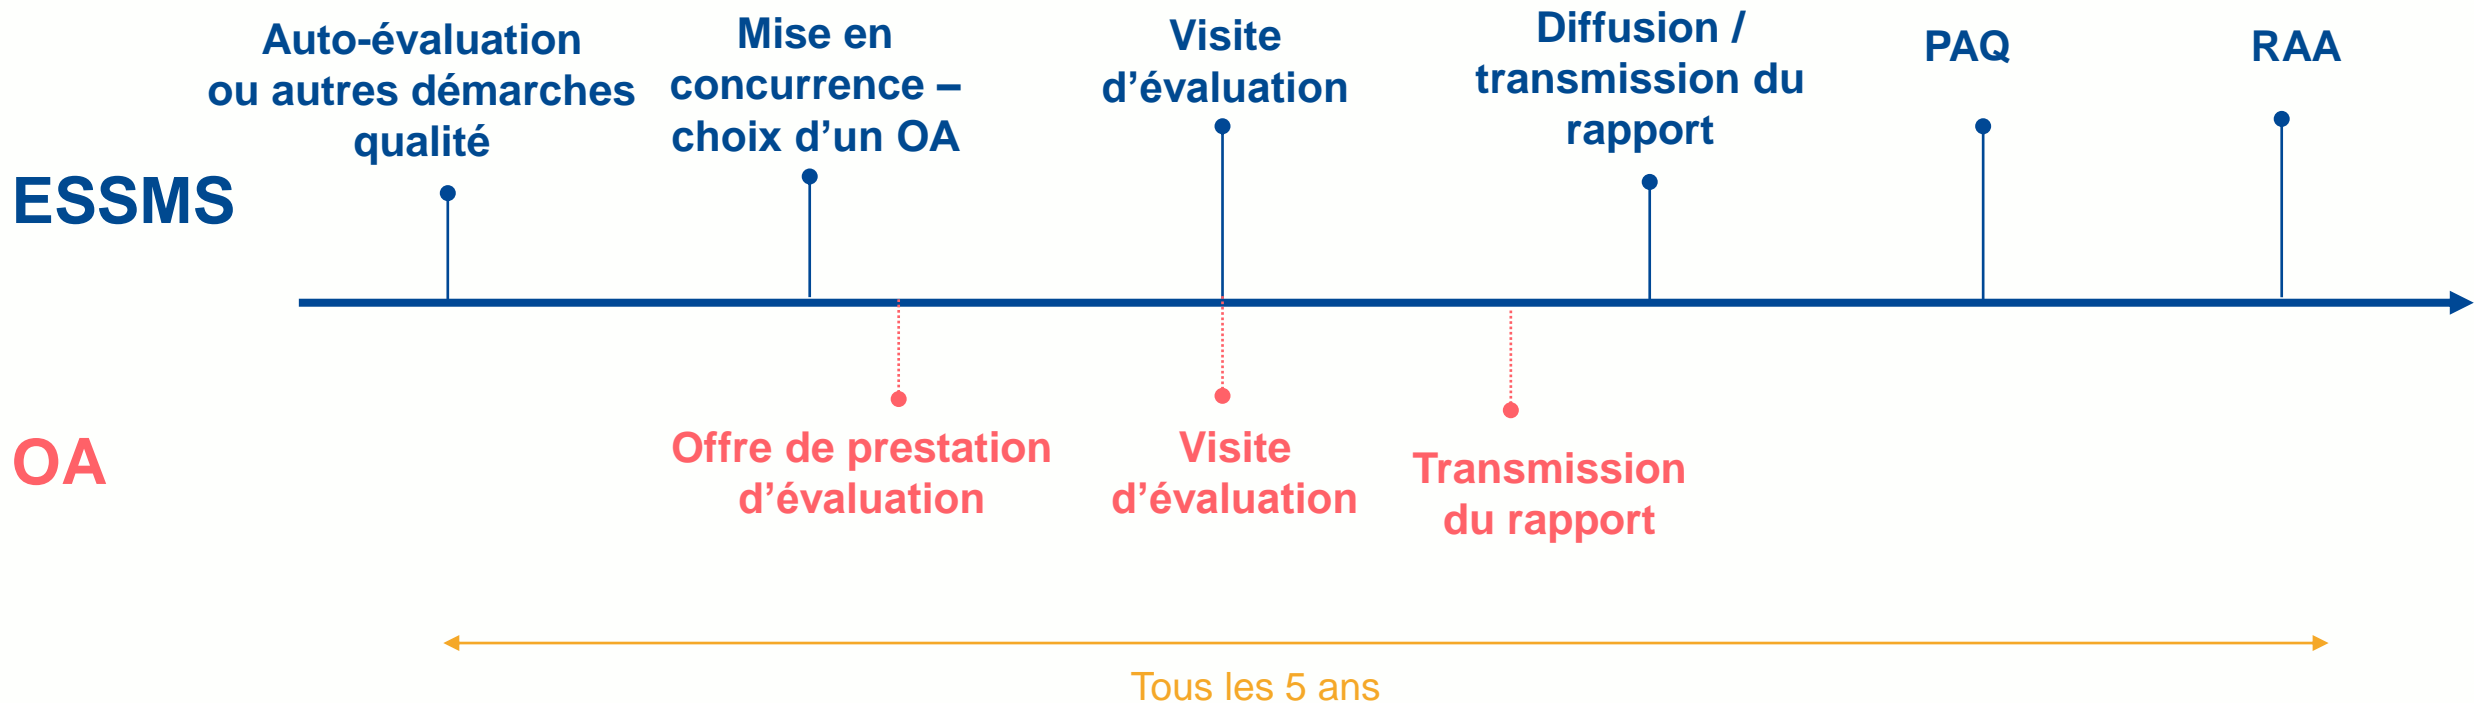 Auto-évaluation
ou autres démarches
qualité
Mise en
concurrence –
choix d’un OA
Visite
d’évaluation
Diffusion /
transmission du
rapport
PAQ
RAA
ESSMS
OA
Offre de prestation
d’évaluation
Visite
d’évaluation
Transmission
du rapport
Tous les 5 ans